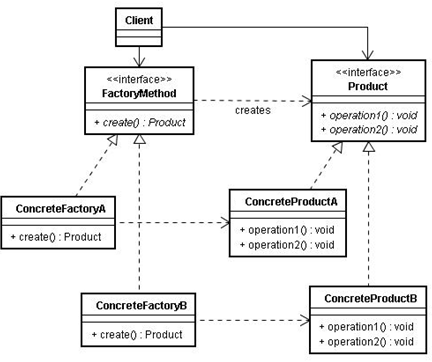 Client
<<interface>>
FactoryMethod
+ create() : Product
creates
<<interface>>
Product
+ operation1() : void
+ operation2() : void
ConcreteFactoryA
+ create() : Product
ConcreteProductA
+ operation1() : void
+ operation2() : void
ConcreteFactoryB
+ create() : Product
ConcreteProductB
+ operation1() : void
+ operation2() : void